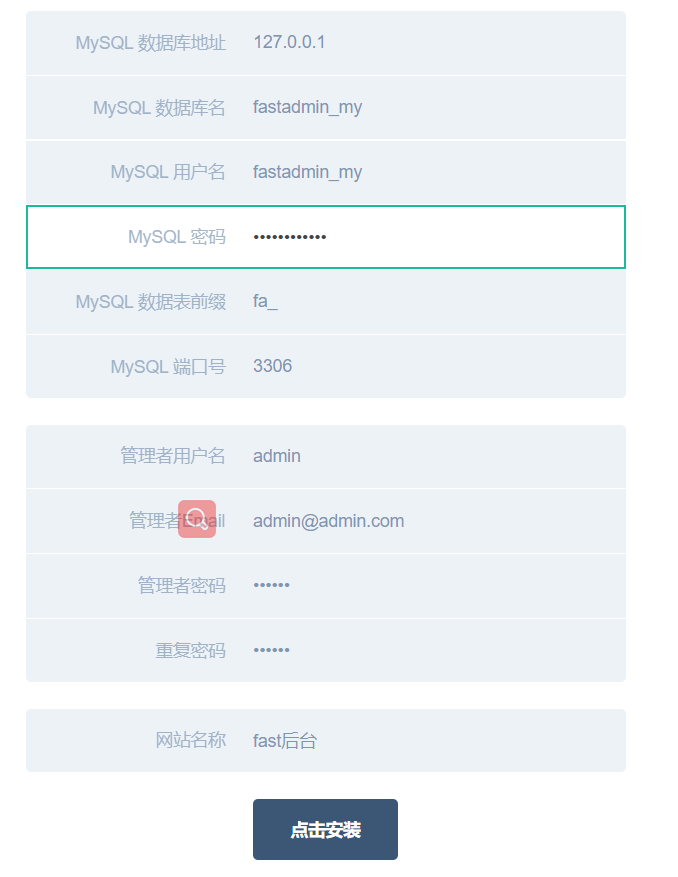 MySQL 数据库地址 127.0.0.1
MySQL 数据库名 fastadmin_my
MySQL 用户名 fastadmin_my
MySQL 密码 ••••••••••••
MySQL 数据表前缀 fa_
MySQL 端口号 3306
管理者用户名 admin
管理者Email admin@admin.com
管理者密码 ••••••
重复密码 ••••••
网站名称 fast后台
点击安装